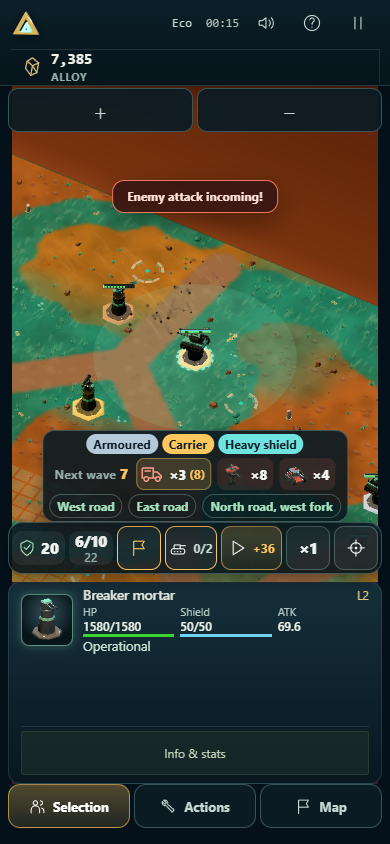 Eco 00:15
7,385
ALLOY
+ −
Enemy attack incoming!
Armoured Carrier Heavy shield
Next wave 7 ×3 (8) ×8 ×4
West road East road North road, west fork
20 6/10 22 0/2 +36 ×1
Breaker mortar L2
HP Shield ATK
1580/1580 50/50 69.6
Operational
Info & stats
Selection Actions Map